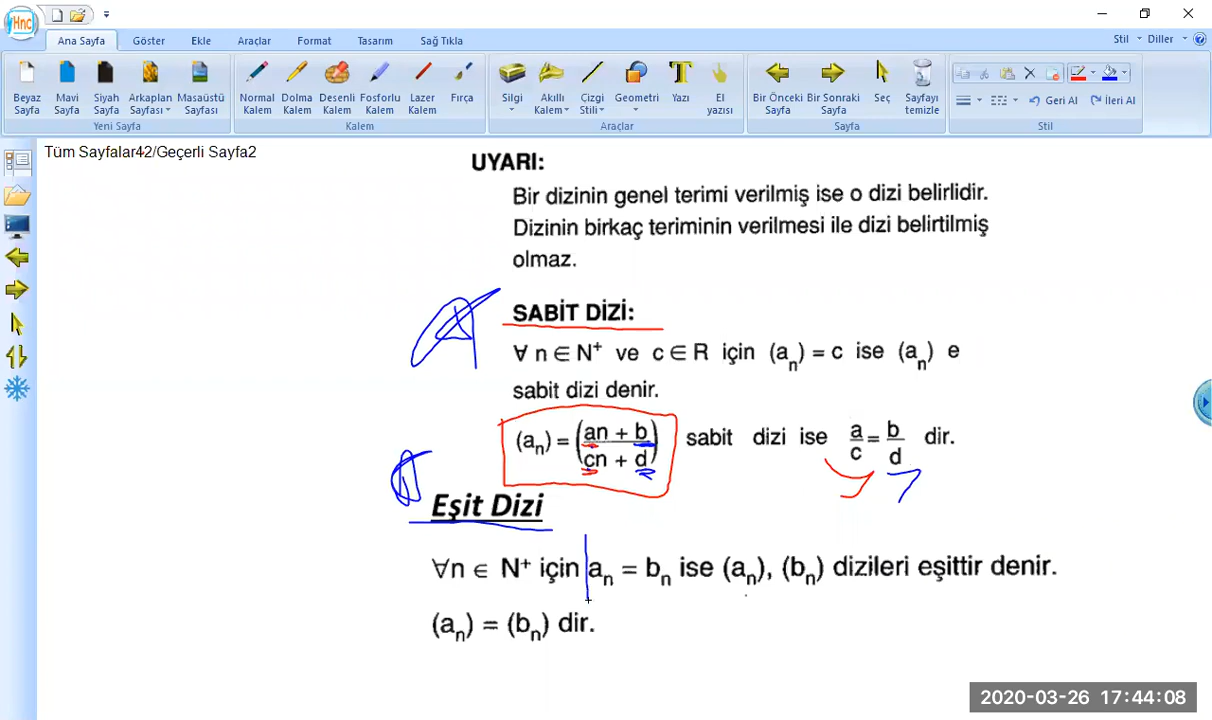 Hnc
Stil Diller
Ana Sayfa Göster Ekle Araçlar Format Tasarım Sağ Tıkla
Beyaz Sayfa Mavi Sayfa Siyah Sayfa Arkaplan Sayfası Masaüstü Sayfa
Yeni Sayfa
Normal Kalem Dolma Kalem Desenli Kalem Fosforlu Kalem Lazer Kalem Fırça
Kalem
Silgi Akıllı Kalem Çizgi Stili Geometri Yazı El yazısı
Araçlar
Bir Önceki Sayfa Bir Sonraki Sayfa Seç Sayfayı temizle
Sayfa
Geri Al İleri Al
Stil
Tüm Sayfalar42/Geçerli Sayfa2
UYARI:
Bir dizinin genel terimi verilmiş ise o dizi belirlidir.
Dizinin birkaç teriminin verilmesi ile dizi belirtilmiş
olmaz.
SABİT DİZİ:
∀ n ∈ N⁺ ve c ∈ R için (aₙ) = c ise (aₙ) e
sabit dizi denir.
(aₙ) = (an + b / cn + d) sabit dizi ise a/c = b/d dir.
Eşit Dizi
∀n ∈ N⁺ için aₙ = bₙ ise (aₙ), (bₙ) dizileri eşittir denir.
(aₙ) = (bₙ) dir.
2020-03-26 17:44:08